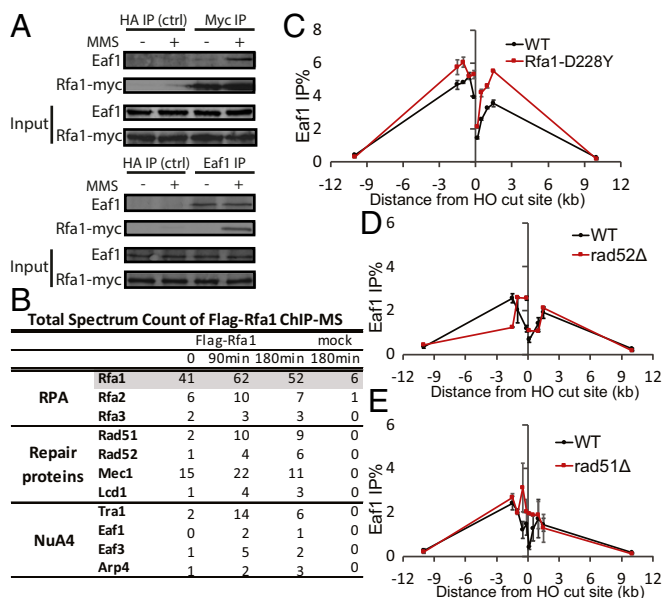 A
HA IP (ctrl) Myc IP
MMS - + - +
Eaf1
Rfa1-myc
Input
Eaf1
Rfa1-myc
HA IP (ctrl) Eaf1 IP
MMS - + - +
Eaf1
Rfa1-myc
Input
Eaf1
Rfa1-myc
B
Total Spectrum Count of Flag-Rfa1 ChIP-MS
Flag-Rfa1 mock
0 90min 180min 180min
RPA
Rfa1 41 62 52 6
Rfa2 6 10 7 1
Rfa3 2 3 3 0
Repair proteins
Rad51 2 10 9 0
Rad52 1 4 6 0
Mec1 15 22 11 0
Lcd1 1 4 3 0
NuA4
Tra1 2 14 6 0
Eaf1 0 2 1 0
Eaf3 1 5 2 0
Arp4 1 2 3 0
C
WT
Rfa1-D228Y
Eaf1 IP%
8
6
4
2
0
-12 -9 -6 -3 0 3 6 9 12
Distance from HO cut site (kb)
D
WT
rad52Δ
Eaf1 IP%
6
4
2
0
-12 -9 -6 -3 0 3 6 9 12
Distance from HO cut site (kb)
E
WT
rad51Δ
Eaf1 IP%
6
4
2
0
-12 -9 -6 -3 0 3 6 9 12
Distance from HO cut site (kb)